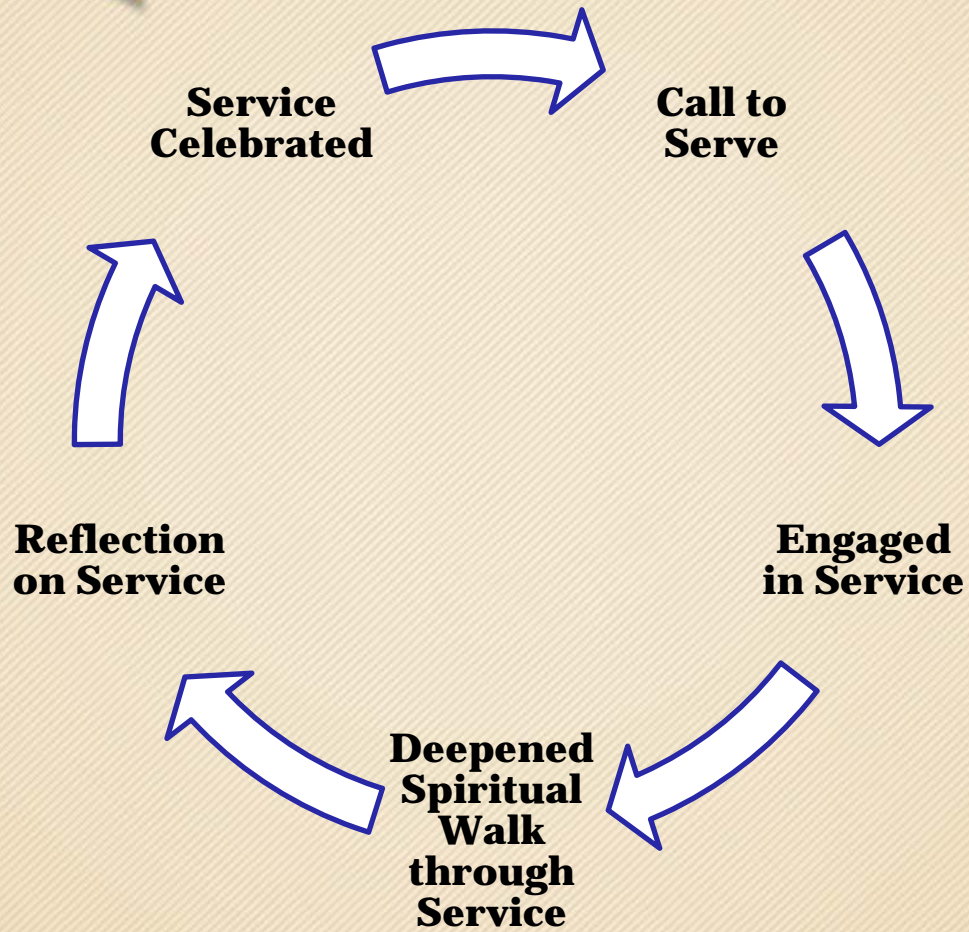 Service
Celebrated
Call to
Serve
Engaged
in Service
Deepened
Spiritual
Walk
through
Service
Reflection
on Service